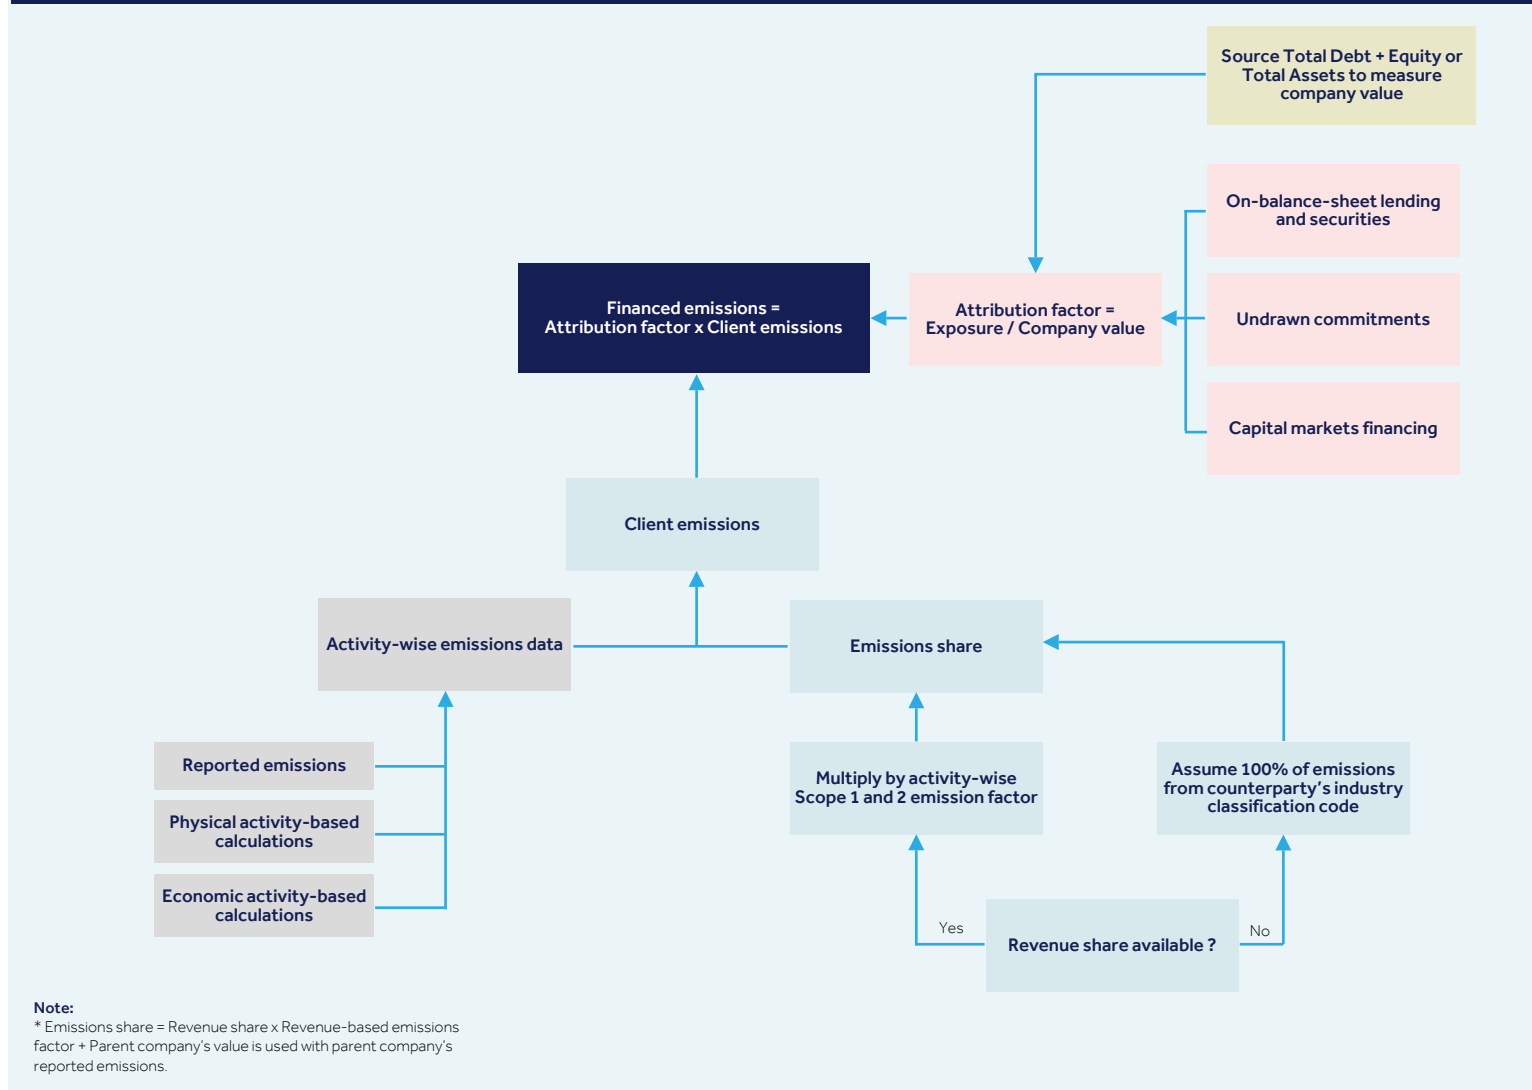 Source Total Debt + Equity or
Total Assets to measure
company value
On-balance-sheet lending
and securities
Financed emissions =
Attribution factor x Client emissions
Attribution factor =
Exposure / Company value
Undrawn commitments
Capital markets financing
Client emissions
Activity-wise emissions data
Emissions share
Reported emissions
Physical activity-based
calculations
Economic activity-based
calculations
Multiply by activity-wise
Scope 1 and 2 emission factor
Assume 100% of emissions
from counterparty’s industry
classification code
Yes
Revenue share available ?
No
Note:
* Emissions share = Revenue share x Revenue-based emissions
factor + Parent company’s value is used with parent company’s
reported emissions.